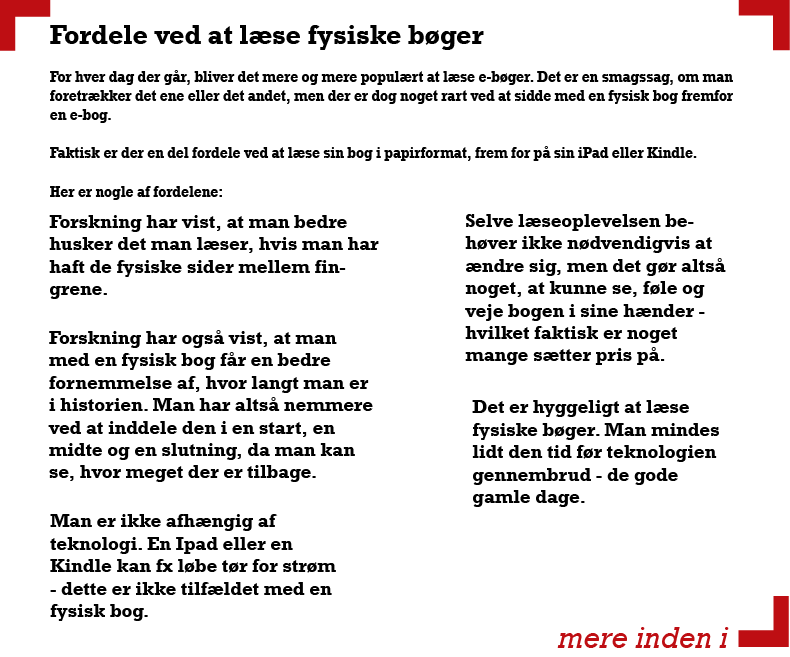 Fordele ved at læse fysiske bøger
For hver dag der går, bliver det mere og mere populært at læse e-bøger. Det er en smagssag, om man
foretrækker det ene eller det andet, men der er dog noget rart ved at sidde med en fysisk bog fremfor
en e-bog.
Faktisk er der en del fordele ved at læse sin bog i papirformat, frem for på sin iPad eller Kindle.
Her er nogle af fordelene:
Forskning har vist, at man bedre
husker det man læser, hvis man har
haft de fysiske sider mellem fin-
grene.
Forskning har også vist, at man
med en fysisk bog får en bedre
fornemmelse af, hvor langt man er
i historien. Man har altså nemmere
ved at inddele den i en start, en
midte og en slutning, da man kan
se, hvor meget der er tilbage.
Man er ikke afhængig af
teknologi. En Ipad eller en
Kindle kan fx løbe tør for strøm
- dette er ikke tilfældet med en
fysisk bog.
Selve læseoplevelsen be-
høver ikke nødvendigvis at
ændre sig, men det gør altså
noget, at kunne se, føle og
veje bogen i sine hænder -
hvilket faktisk er noget
mange sætter pris på.
Det er hyggeligt at læse
fysiske bøger. Man mindes
lidt den tid før teknologien
gennembrud - de gode
gamle dage.
mere inden i